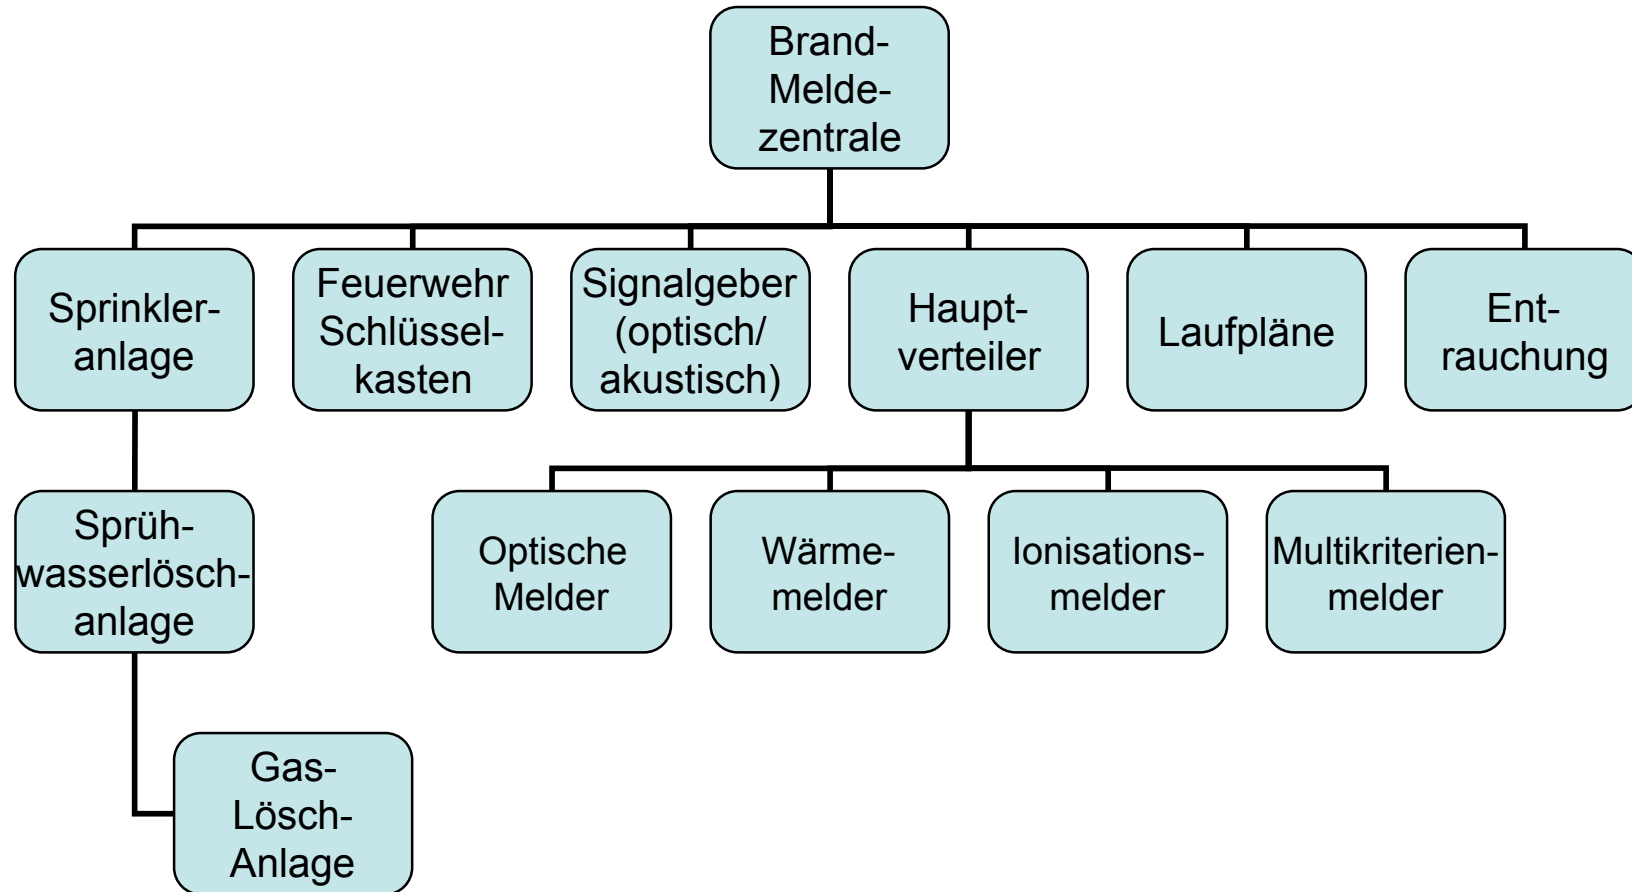 Brand-
Melde-
zentrale
Sprinkler-
anlage
Feuerwehr
Schlüssel-
kasten
Signalgeber
(optisch/
akustisch)
Haupt-
verteiler
Laufpläne
Ent-
rauchung
Sprüh-
wasserlösch-
anlage
Optische
Melder
Wärme-
melder
Ionisations-
melder
Multikriterien-
melder
Gas-
Lösch-
Anlage